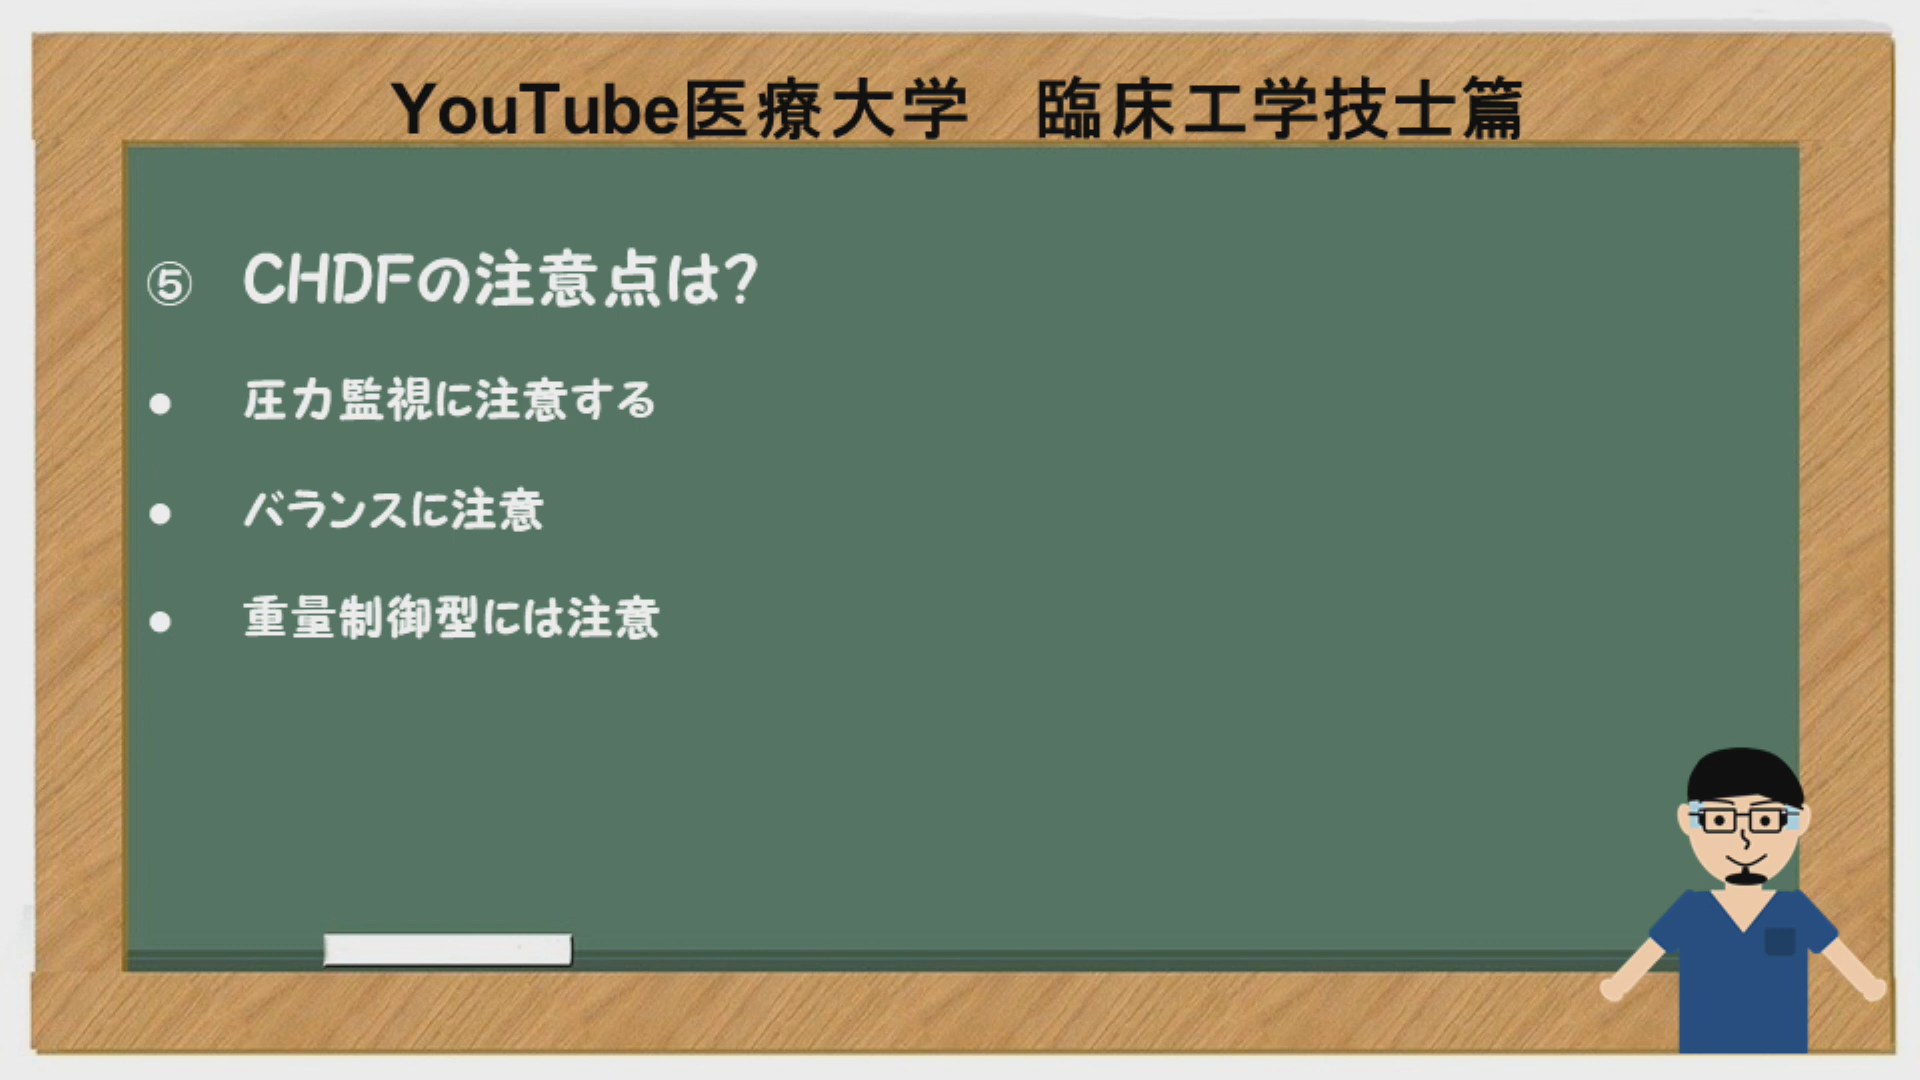 YouTube医療大学　臨床工学技士篇
⑤ CHDFの注意点は?
● 圧力監視に注意する
● バランスに注意
● 重量制御型には注意